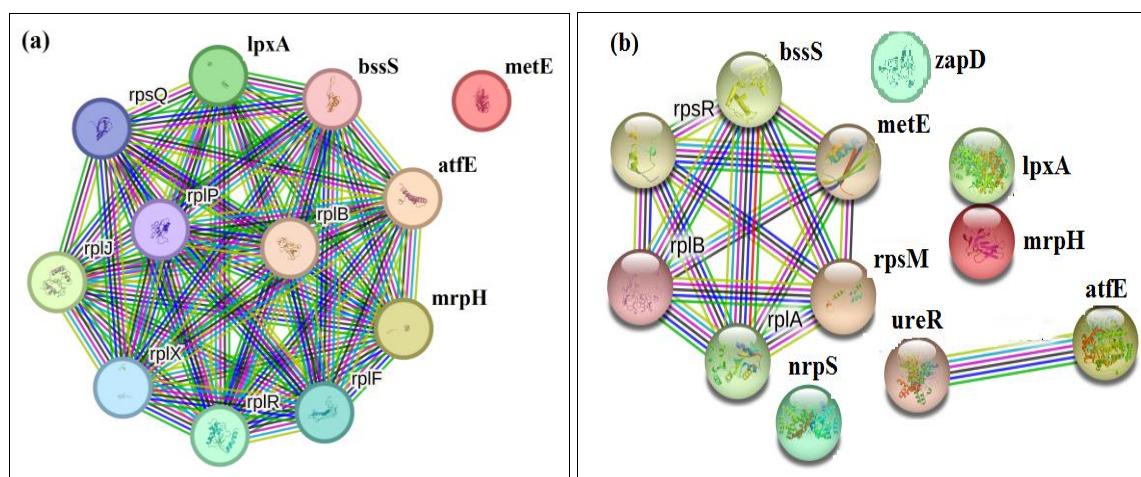 (a)
lpxA
bssS
metE
rpsQ
atfE
rplP
rplB
rplJ
mrpH
rplX
rplF
rplR
(b)
bssS
zapD
rpsR
metE
lpxA
mrpH
rplB
rpsM
atfE
rplA
ureR
nrpS